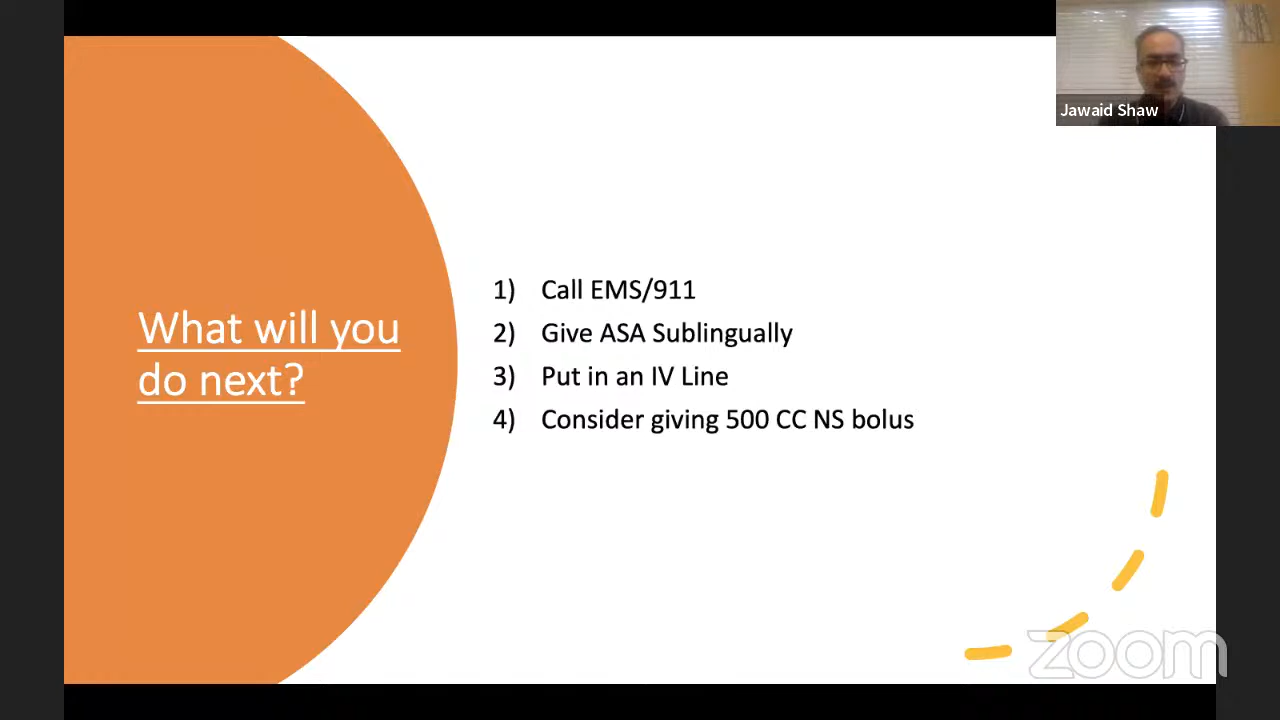 Jawaid Shaw
What will you
do next?
1) Call EMS/911
2) Give ASA Sublingually
3) Put in an IV Line
4) Consider giving 500 CC NS bolus
zoom